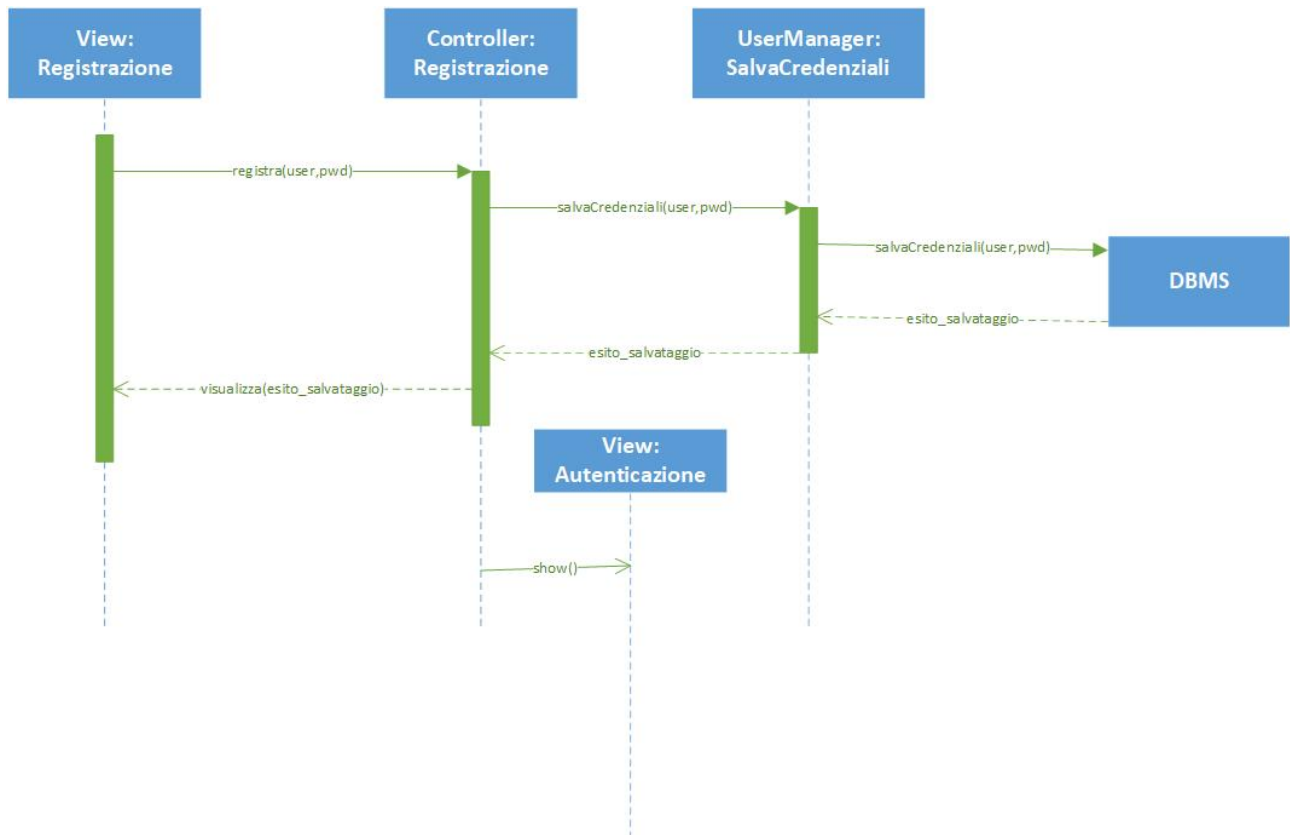 View:
Registrazione
Controller:
Registrazione
UserManager:
SalvaCredenziali
registra(user,pwd)
salvaCredenziali(user,pwd)
salvaCredenziali(user,pwd)
DBMS
esito_salvataggio
esito_salvataggio
visualizza(esito_salvataggio)
View:
Autenticazione
show()